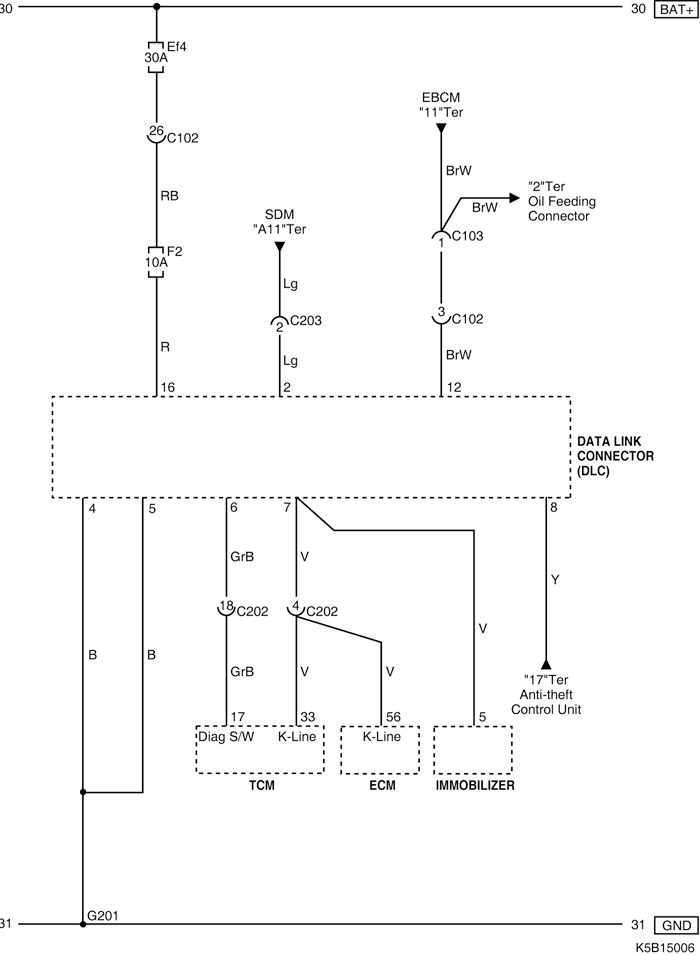 30
30 BAT+
Ef4
30A
26 C102
EBCM
"11"Ter
BrW
RB
"2"Ter
Oil Feeding
Connector
BrW
SDM
"A11"Ter
C103
1
F2
10A
Lg
3
C102
2
C203
R
Lg
BrW
16
2
12
DATA LINK
CONNECTOR
(DLC)
4
5
6
7
8
GrB
V
Y
18 C202
4 C202
V
B
B
GrB
V
V
"17"Ter
Anti-theft
Control Unit
17
33
56
5
Diag S/W
K-Line
K-Line
TCM
ECM
IMMOBILIZER
G201
31
31 GND
K5B15006